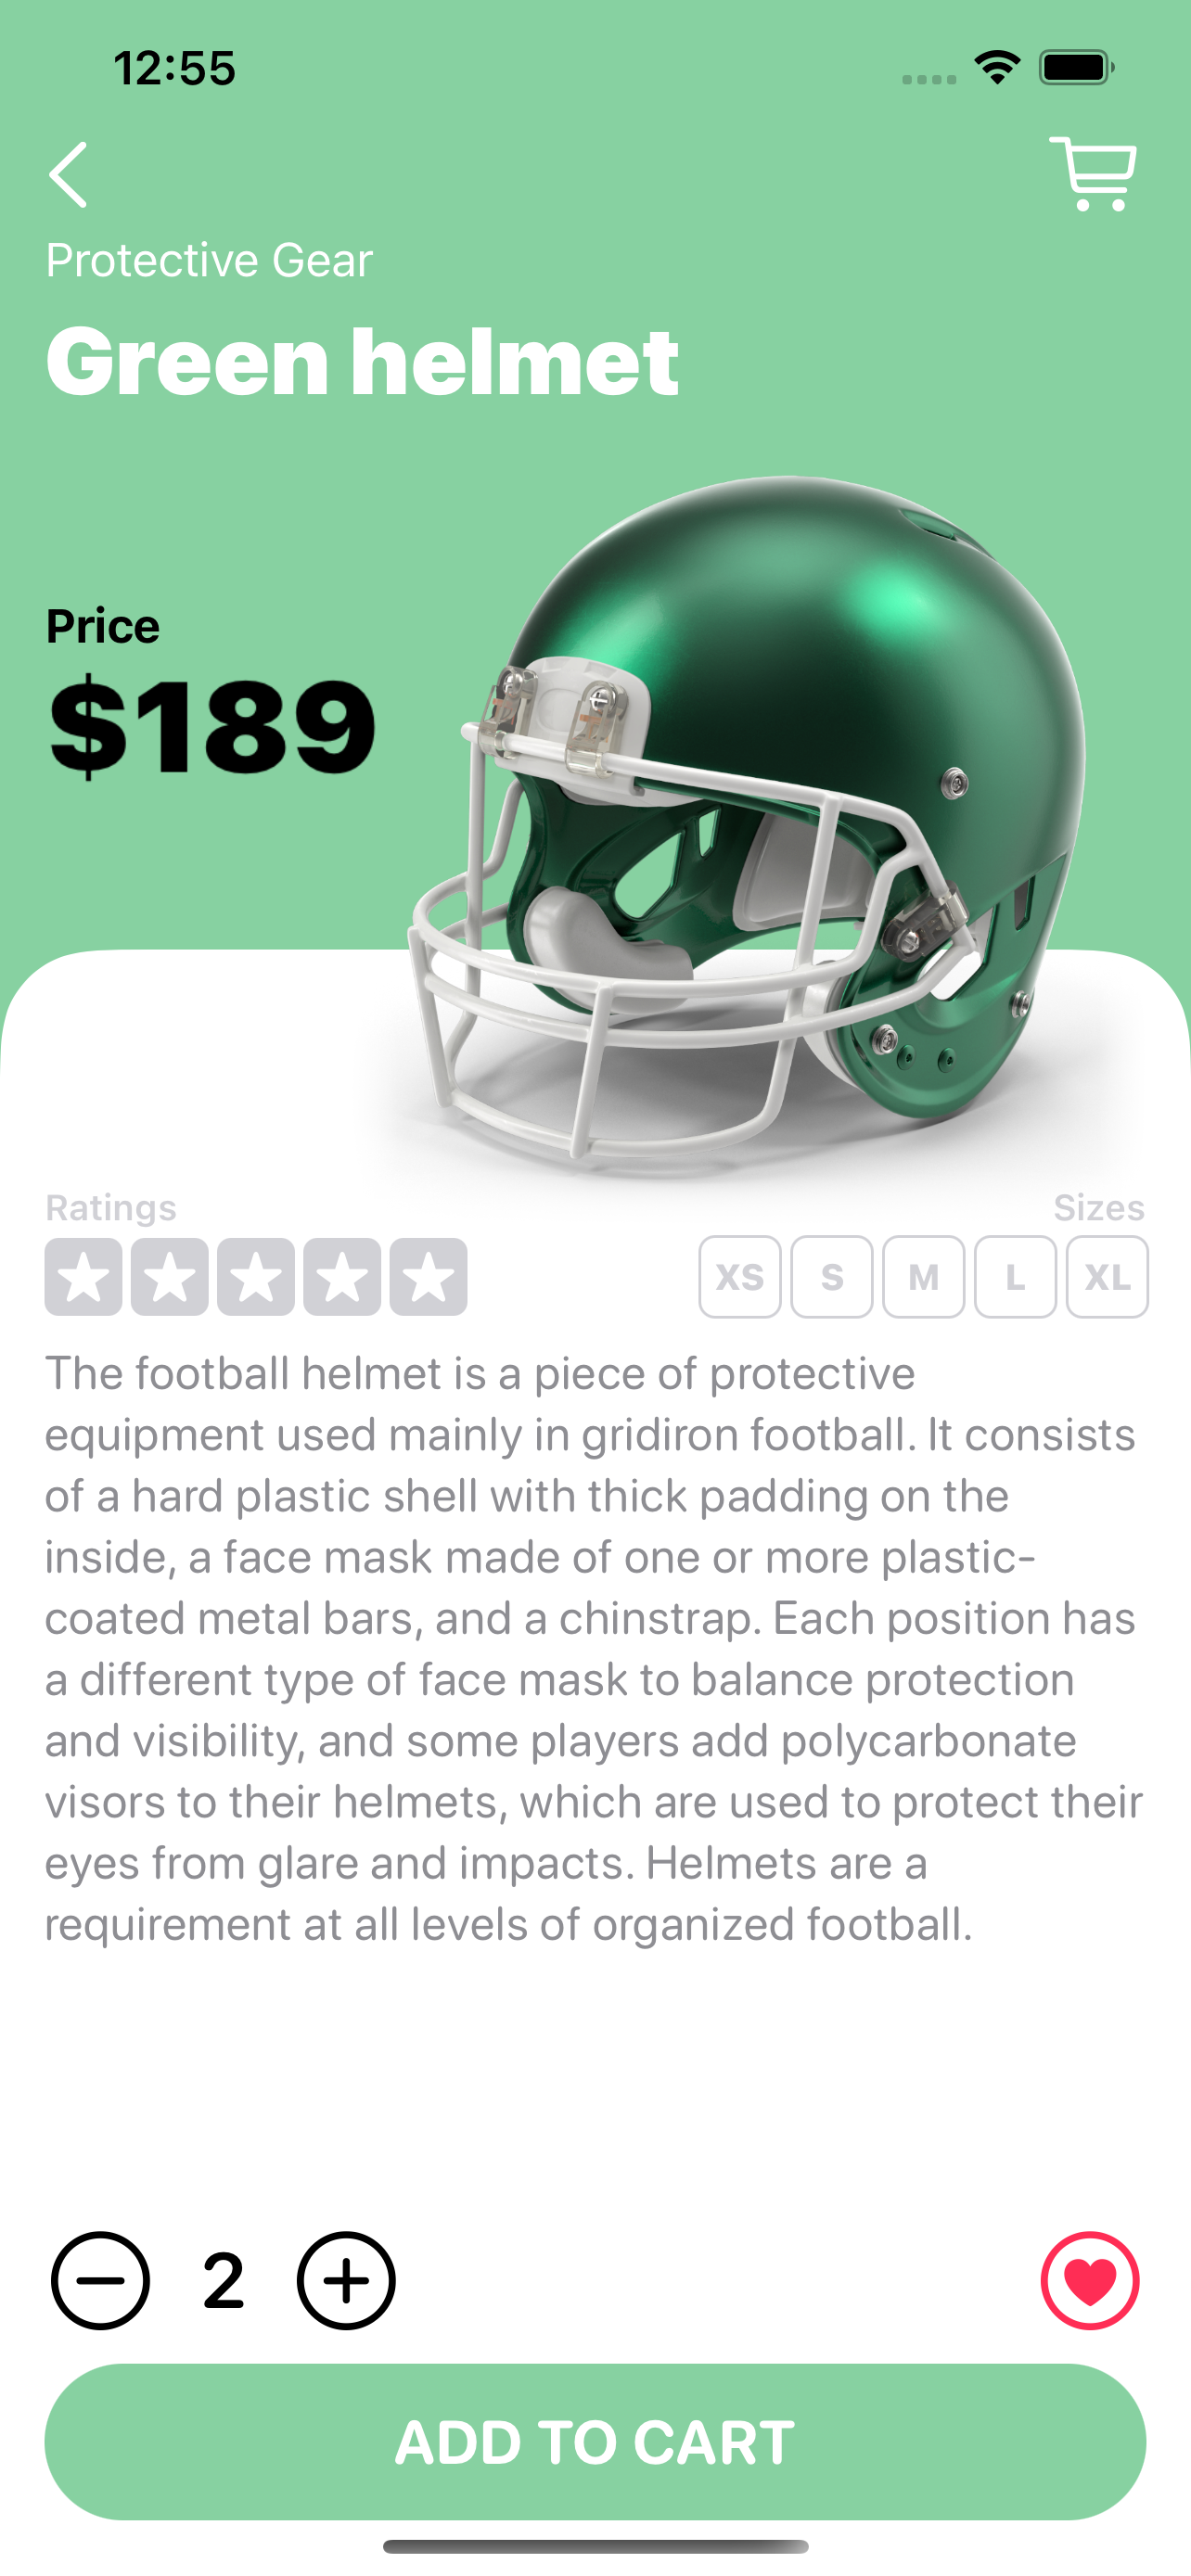 12:55
Protective Gear
Green helmet
Price
$189
Ratings
Sizes
XS S M L XL
The football helmet is a piece of protective
equipment used mainly in gridiron football. It consists
of a hard plastic shell with thick padding on the
inside, a face mask made of one or more plastic-
coated metal bars, and a chinstrap. Each position has
a different type of face mask to balance protection
and visibility, and some players add polycarbonate
visors to their helmets, which are used to protect their
eyes from glare and impacts. Helmets are a
requirement at all levels of organized football.
2
ADD TO CART